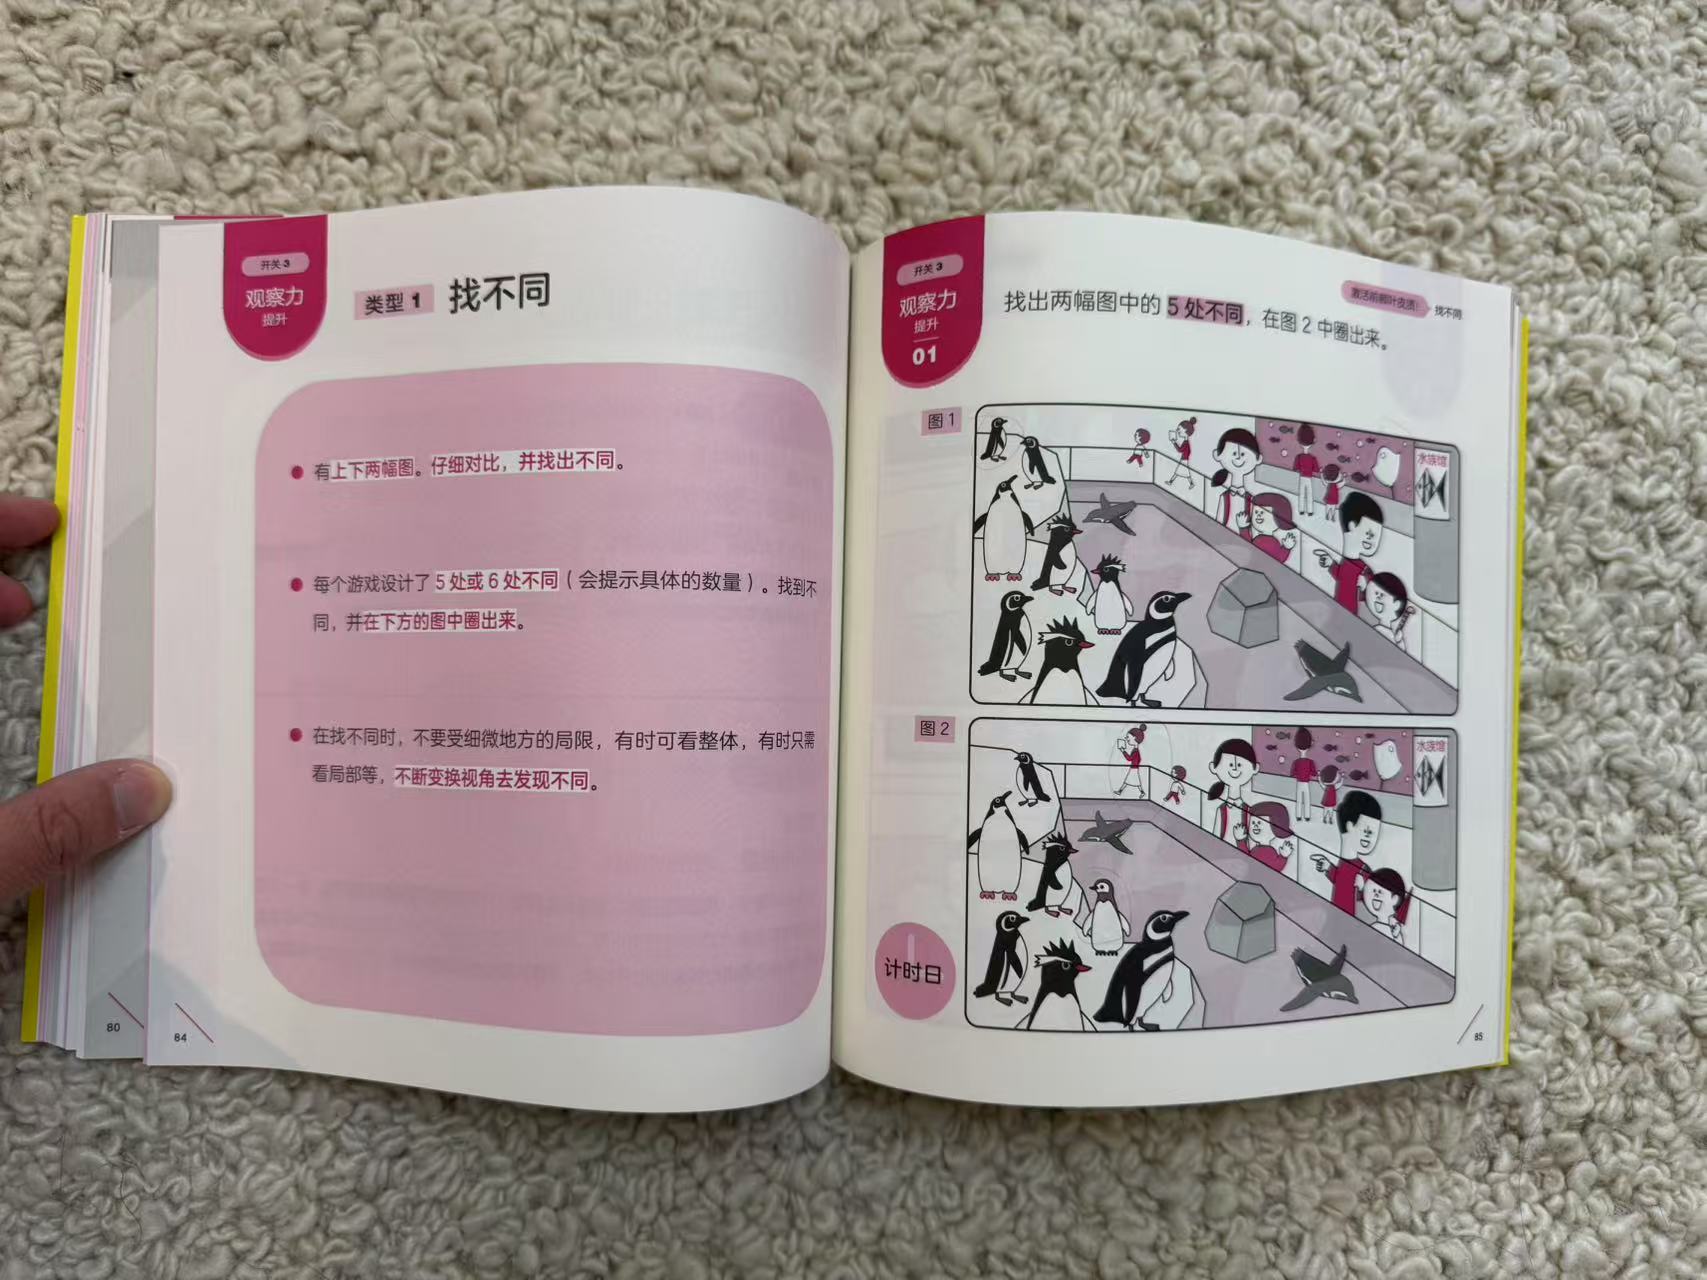 开关 3
观察力
提升
类型 1 找不同
有上下两幅图。仔细对比，并找出不同。
每个游戏设计了 5 处或 6 处不同（会提示具体的数量）。找到不
同，并在下方的图中圈出来。
在找不同时，不要受细微地方的局限，有时可看整体，有时只需
看局部等，不断变换视角去发现不同。
80
84
开关 3
观察力
提升
01
找出两幅图中的 5 处不同，在图 2 中圈出来。
激活前额叶皮质！ 找不同
图 1
水族馆
图 2
水族馆
计时日
85